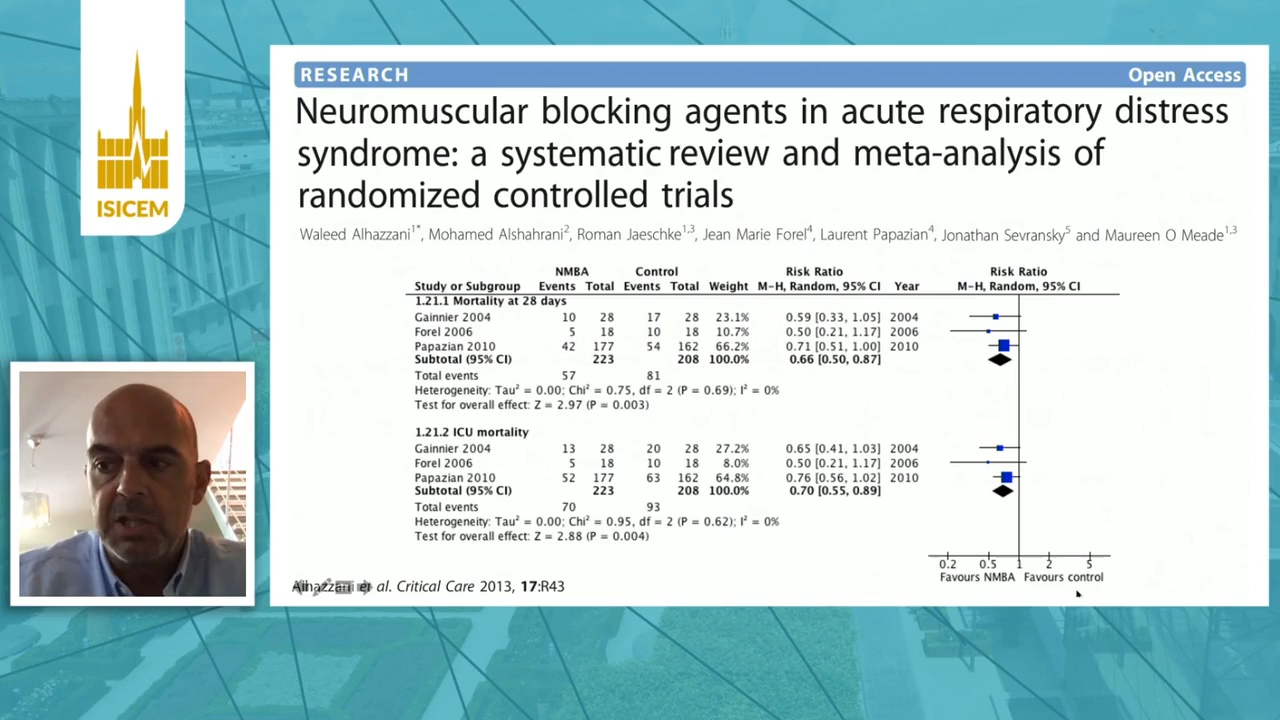 ISICEM
RESEARCH Open Access
Neuromuscular blocking agents in acute respiratory distress
syndrome: a systematic review and meta-analysis of
randomized controlled trials
Waleed Alhazzani1*, Mohamed Alshahrani2, Roman Jaeschke1,3, Jean Marie Forel4, Laurent Papazian4, Jonathan Sevransky5 and Maureen O Meade1,3
NMBA Control Risk Ratio Risk Ratio
Study or Subgroup Events Total Events Total Weight M-H, Random, 95% CI Year M-H, Random, 95% CI
1.21.1 Mortality at 28 days
Gainnier 2004 10 28 17 28 23.1% 0.59 [0.33, 1.05] 2004
Forel 2006 5 18 10 18 10.7% 0.50 [0.21, 1.17] 2006
Papazian 2010 42 177 54 162 66.2% 0.71 [0.51, 1.00] 2010
Subtotal (95% CI) 223 208 100.0% 0.66 [0.50, 0.87]
Total events 57 81
Heterogeneity: Tau² = 0.00; Chi² = 0.75, df = 2 (P = 0.69); I² = 0%
Test for overall effect: Z = 2.97 (P = 0.003)
1.21.2 ICU mortality
Gainnier 2004 13 28 20 28 27.2% 0.65 [0.41, 1.03] 2004
Forel 2006 5 18 10 18 8.0% 0.50 [0.21, 1.17] 2006
Papazian 2010 52 177 63 162 64.8% 0.76 [0.56, 1.02] 2010
Subtotal (95% CI) 223 208 100.0% 0.70 [0.55, 0.89]
Total events 70 93
Heterogeneity: Tau² = 0.00; Chi² = 0.95, df = 2 (P = 0.62); I² = 0%
Test for overall effect: Z = 2.88 (P = 0.004)
0.2 0.5 1 2 5
Favours NMBA Favours control
Alhazzani et al. Critical Care 2013, 17:R43